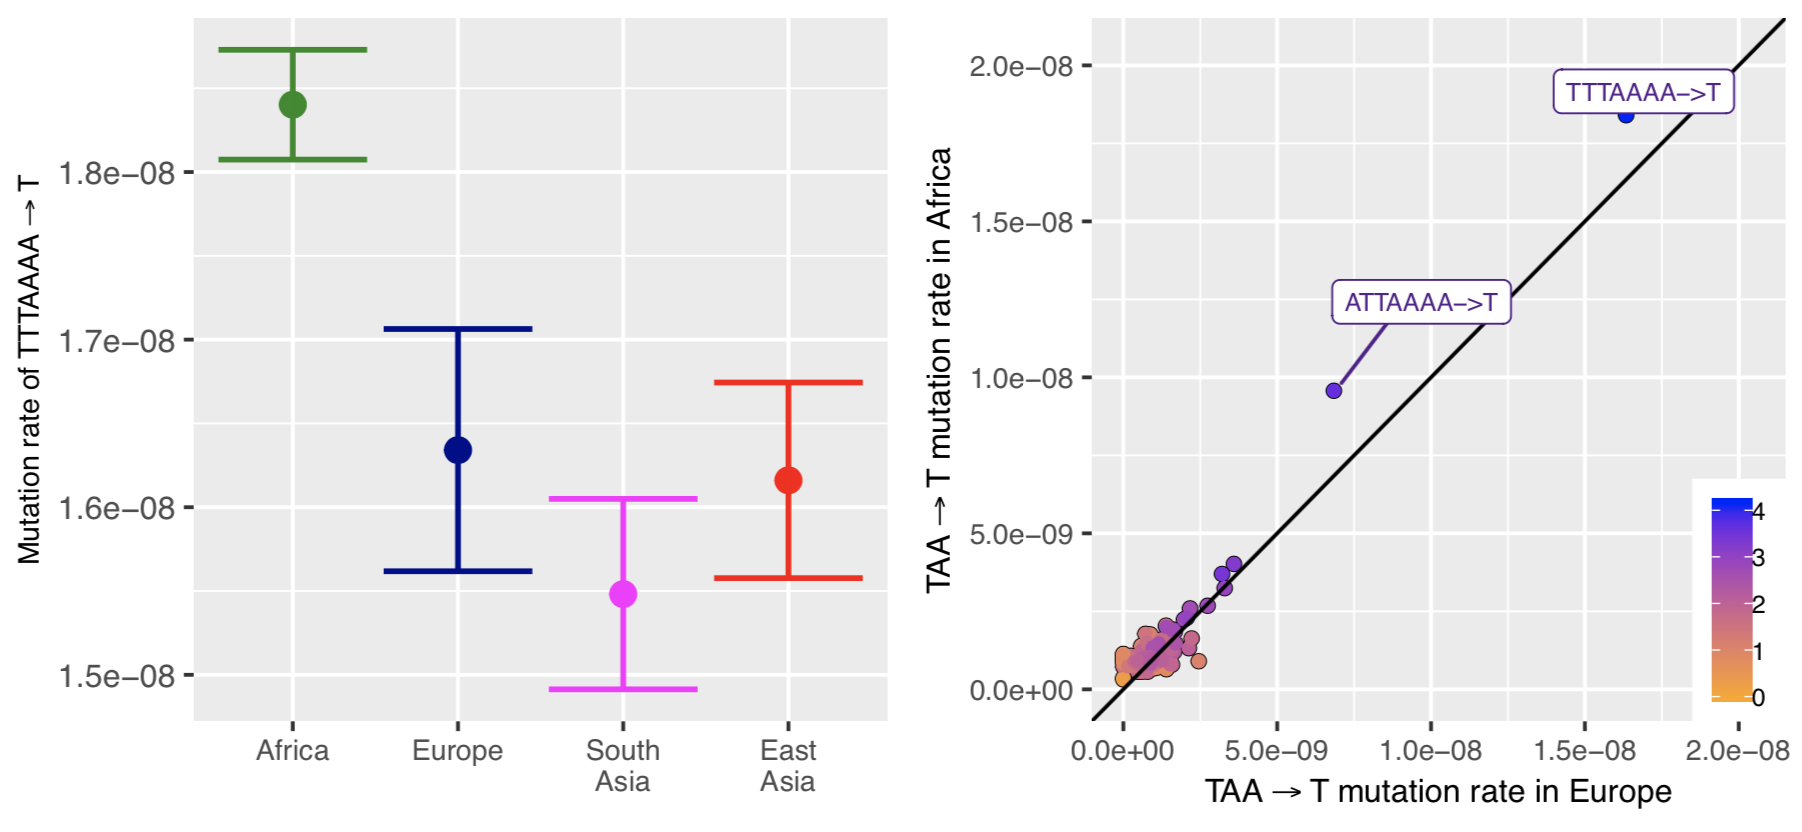 Mutation rate of TTTAAAA → T
1.8e−08
1.7e−08
1.6e−08
1.5e−08
Africa
Europe
South
Asia
East
Asia
TAA → T mutation rate in Africa
2.0e−08
1.5e−08
1.0e−08
5.0e−09
0.0e+00
TTTAAAA−>T
ATTAAAA−>T
4
3
2
1
0
0.0e+00
5.0e−09
1.0e−08
1.5e−08
2.0e−08
TAA → T mutation rate in Europe